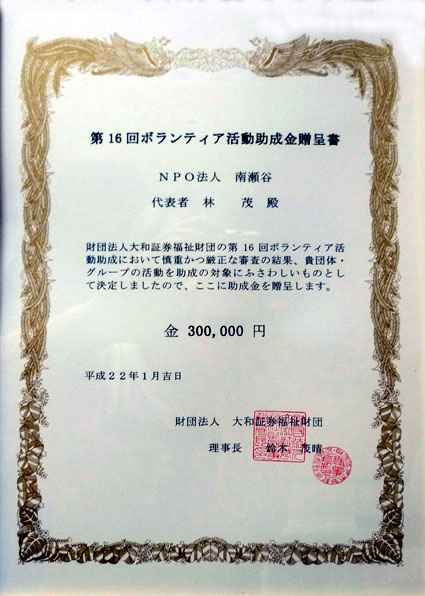 第16回ボランティア活動助成金贈呈書
NPO法人 南瀬谷
代表者 林 茂 殿
財団法人大和証券福祉財団の第16回ボランティア活
動助成において慎重かつ厳正な審査の結果、貴団体・
グループの活動を助成の対象にふさわしいものとし
て決定しましたので、ここに助成金を贈呈します。
金 300,000 円
平成22年1月吉日
財団法人 大和証券福祉財団
理事長 鈴木 茂晴